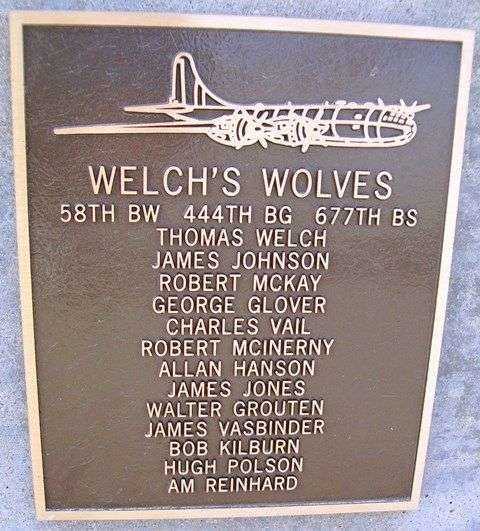 WELCH'S WOLVES
58TH BW 444TH BG 677TH BS
THOMAS WELCH
JAMES JOHNSON
ROBERT MCKAY
GEORGE GLOVER
CHARLES VAIL
ROBERT MCINERNY
ALLAN HANSON
JAMES JONES
WALTER GROUTEN
JAMES VASBINDER
BOB KILBURN
HUGH POLSON
AM REINHARD